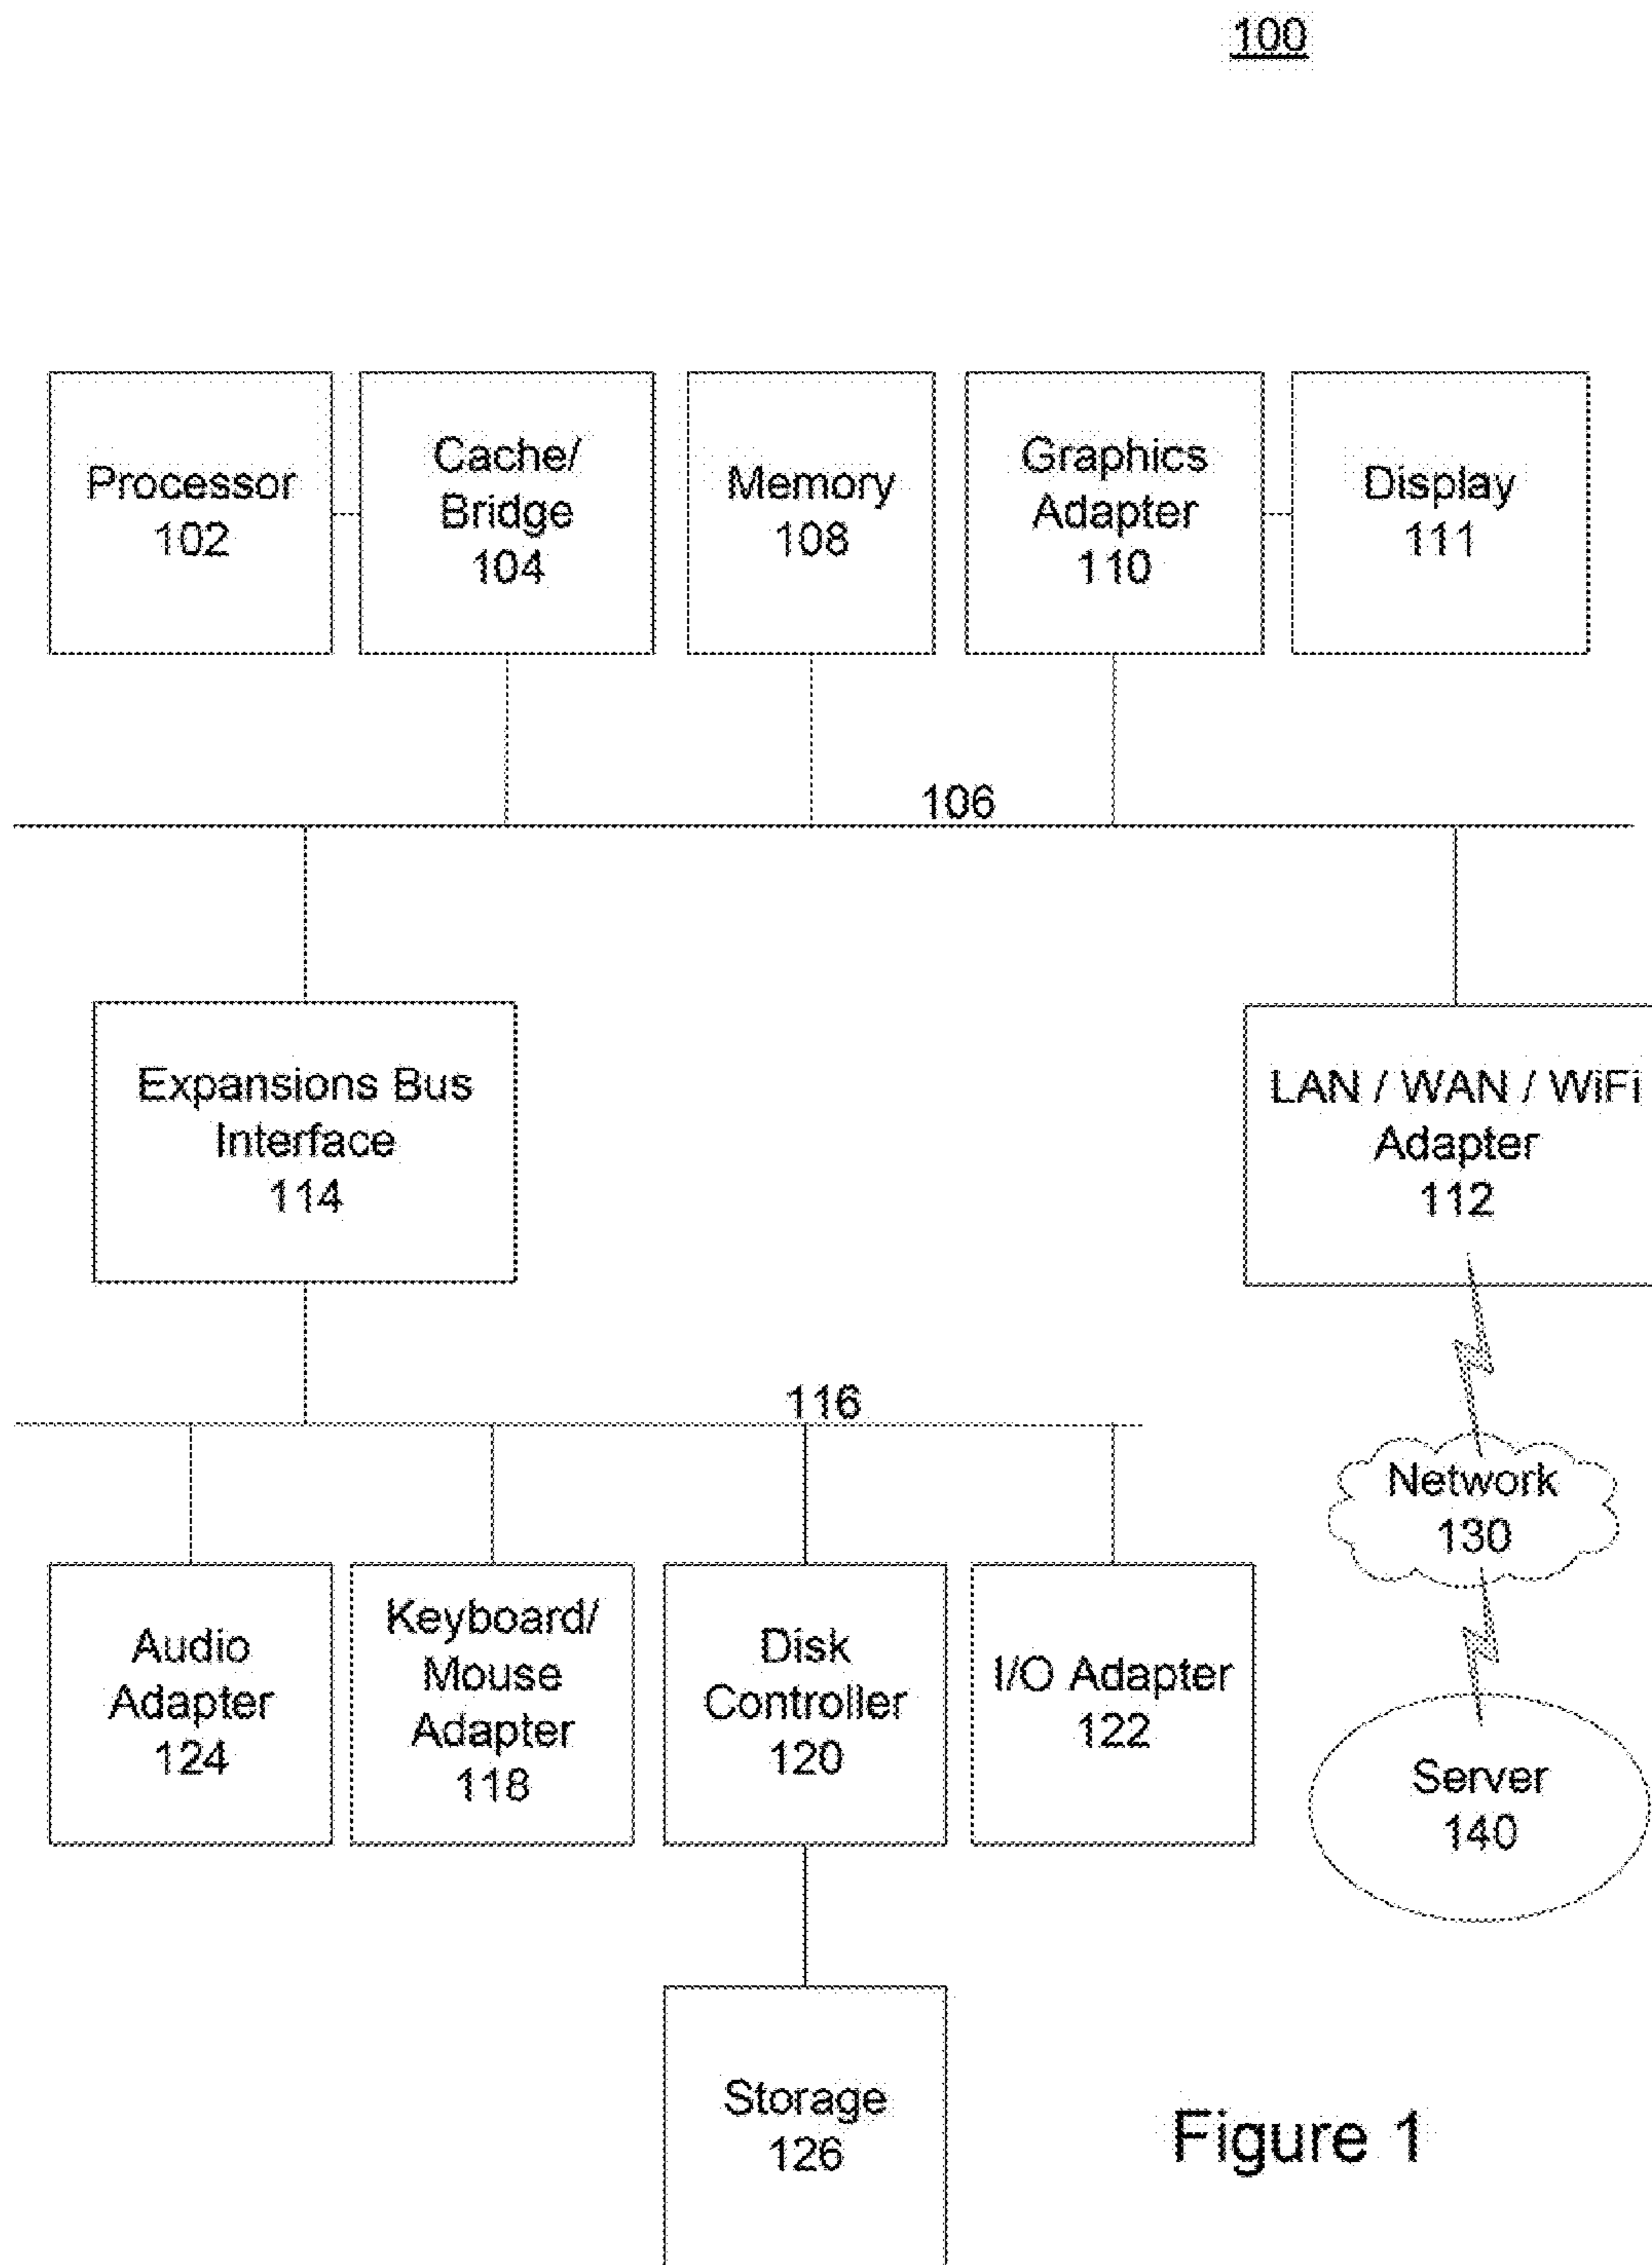 100
Processor
102
Cache/
Bridge
104
Memory
108
Graphics
Adapter
110
Display
111
106
Expansions Bus
Interface
114
LAN / WAN / WiFi
Adapter
112
116
Network
130
Audio
Adapter
124
Keyboard/
Mouse
Adapter
118
Disk
Controller
120
I/O Adapter
122
Server
140
Storage
126
Figure 1